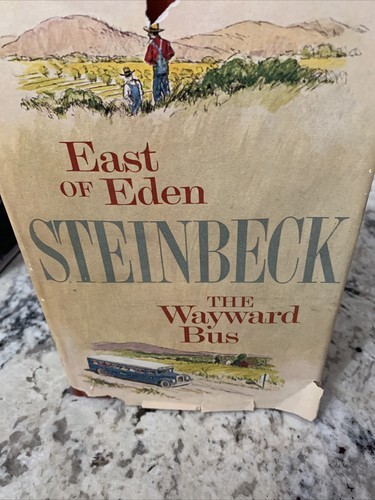 East
OF Eden
STEINBECK
THE
Wayward
Bus